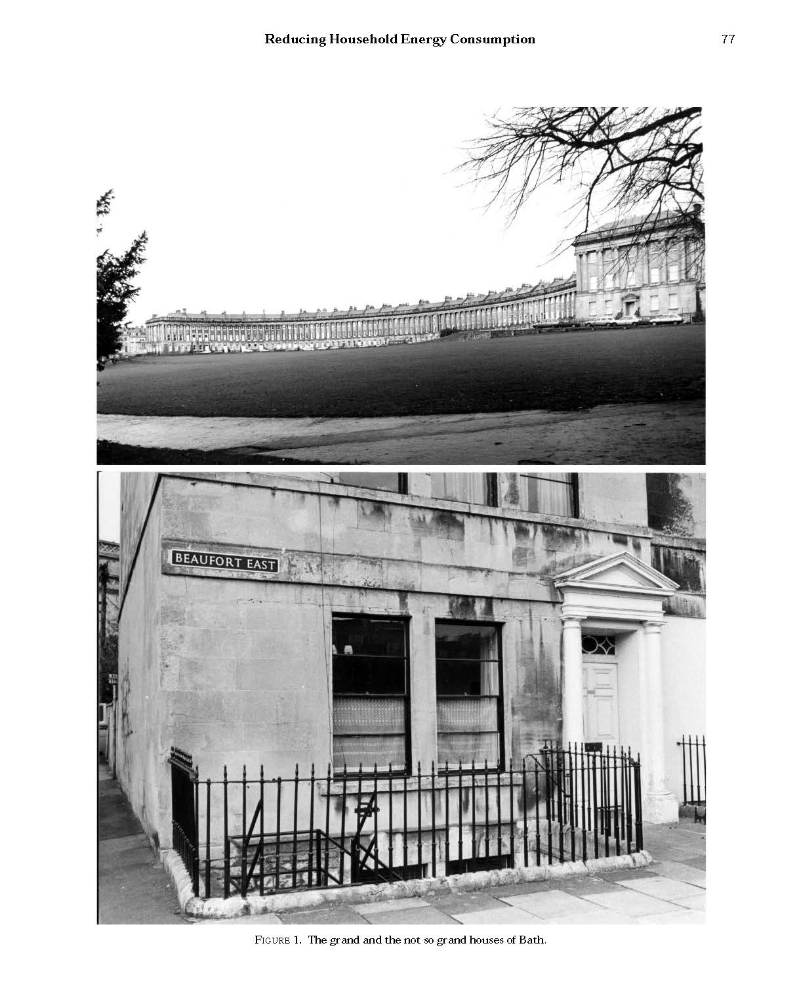 Reducing Household Energy Consumption 77
BEAUFORT EAST
FIGURE 1. The grand and the not so grand houses of Bath.